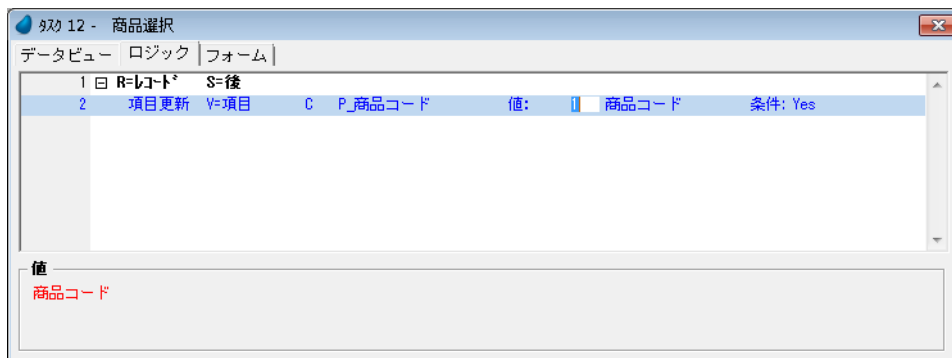 ﾀｽｸ 12 - 商品選択
データビュー ロジック フォーム
1 R=ﾚｺｰﾄﾞ S=後
2 項目更新 V=項目 C P_商品コード 値: 1 商品コード 条件: Yes
値
商品コード